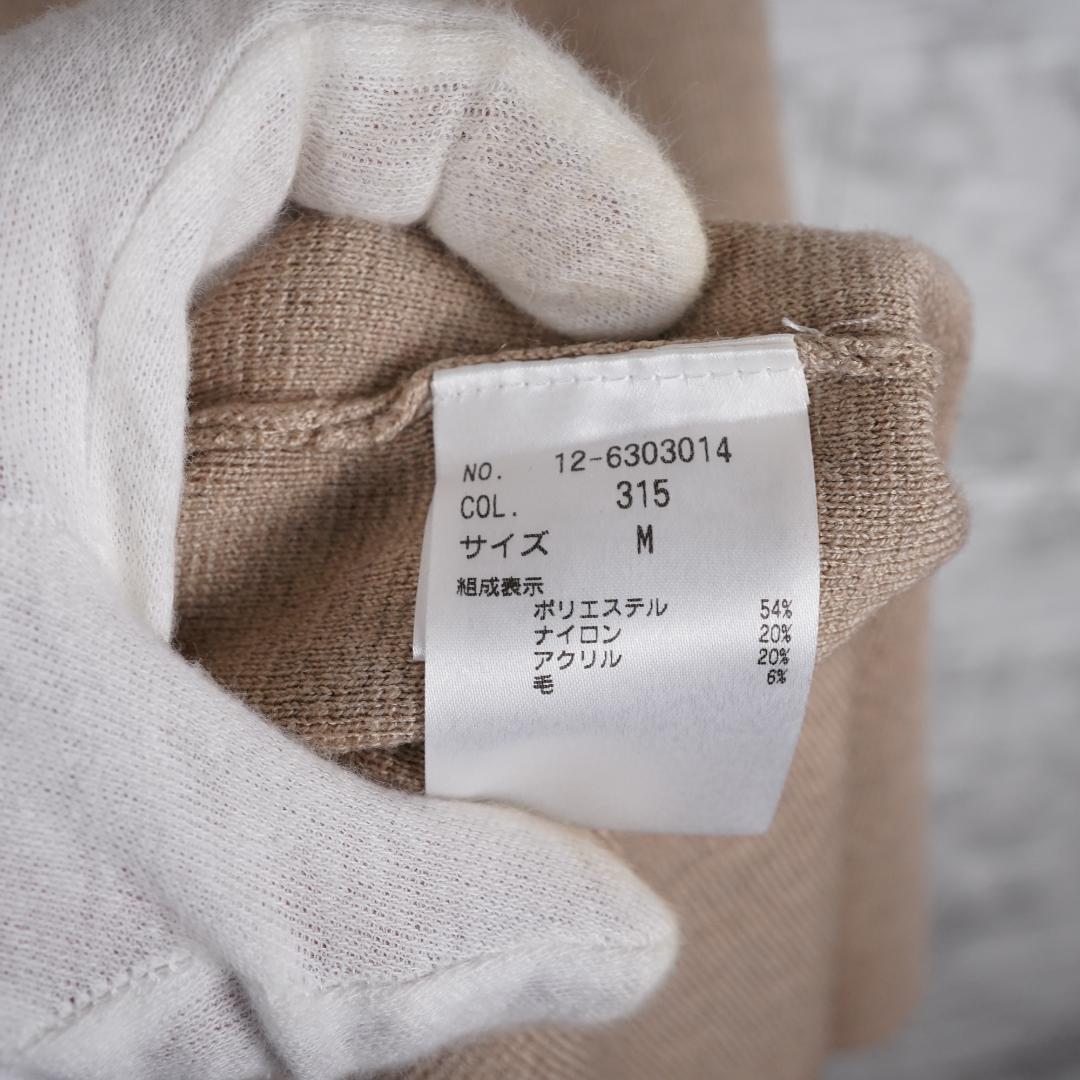 NO. 12-6303014
COL. 315
サイズ M
組成表示
ポリエステル 54%
ナイロン 20%
アクリル 20%
毛 6%